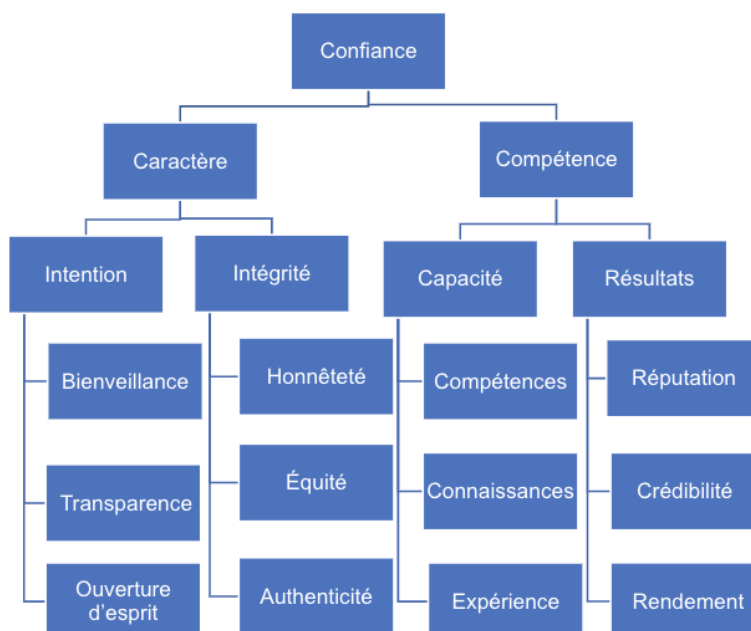 Confiance
Caractère
Compétence
Intention
Intégrité
Capacité
Résultats
Bienveillance
Honnêteté
Compétences
Réputation
Transparence
Équité
Connaissances
Crédibilité
Ouverture
d'esprit
Authenticité
Expérience
Rendement